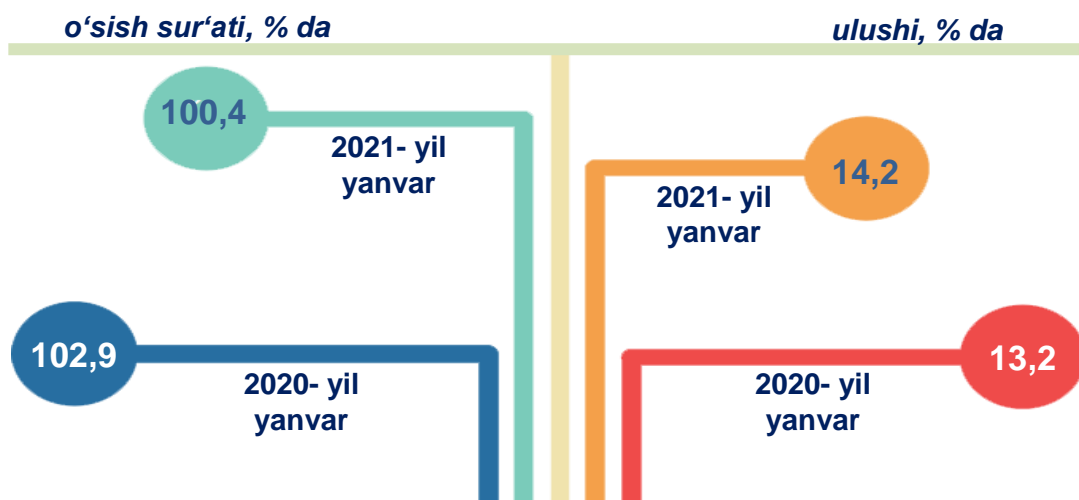 o‘sish sur‘ati, % da
ulushi, % da
100,4
2021- yil
yanvar
14,2
2021- yil
yanvar
102,9
2020- yil
yanvar
13,2
2020- yil
yanvar